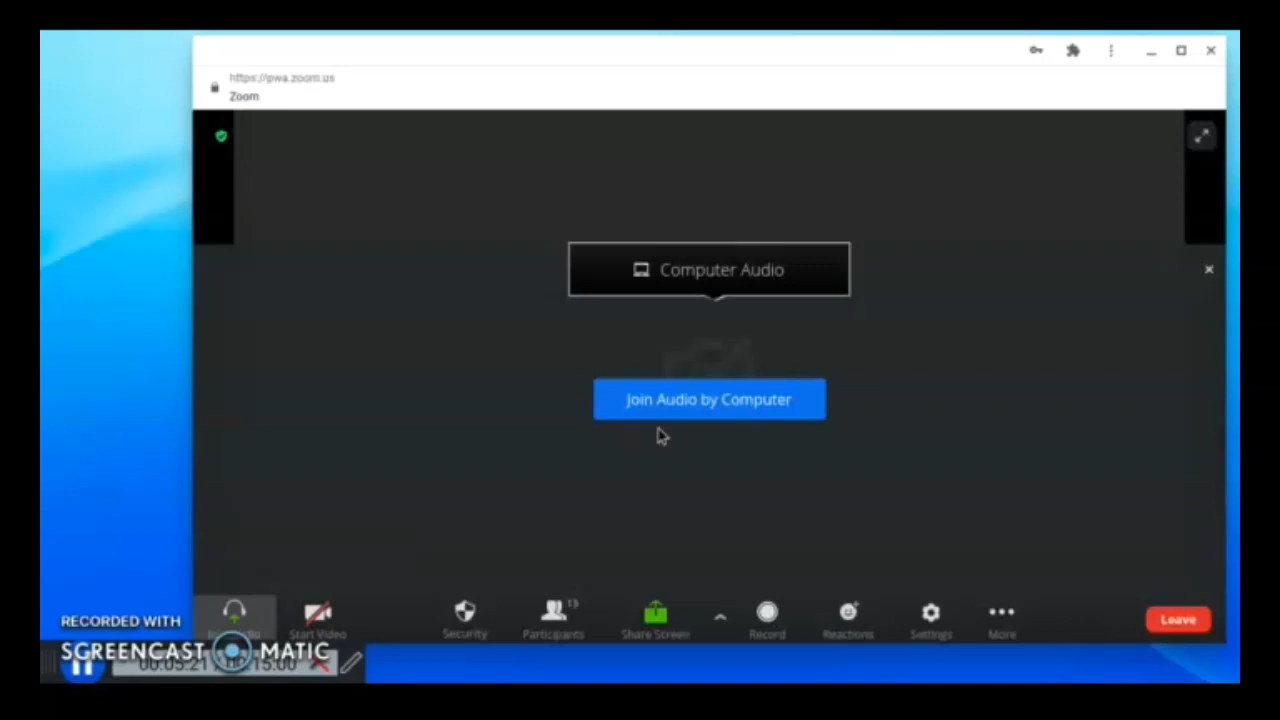 https://pwa.zoom.us
Zoom
Computer Audio
Join Audio by Computer
Start Video
Security
Participants
13
Share Screen
Record
Reactions
Settings
More
Leave
RECORDED WITH
SCREENCAST MATIC